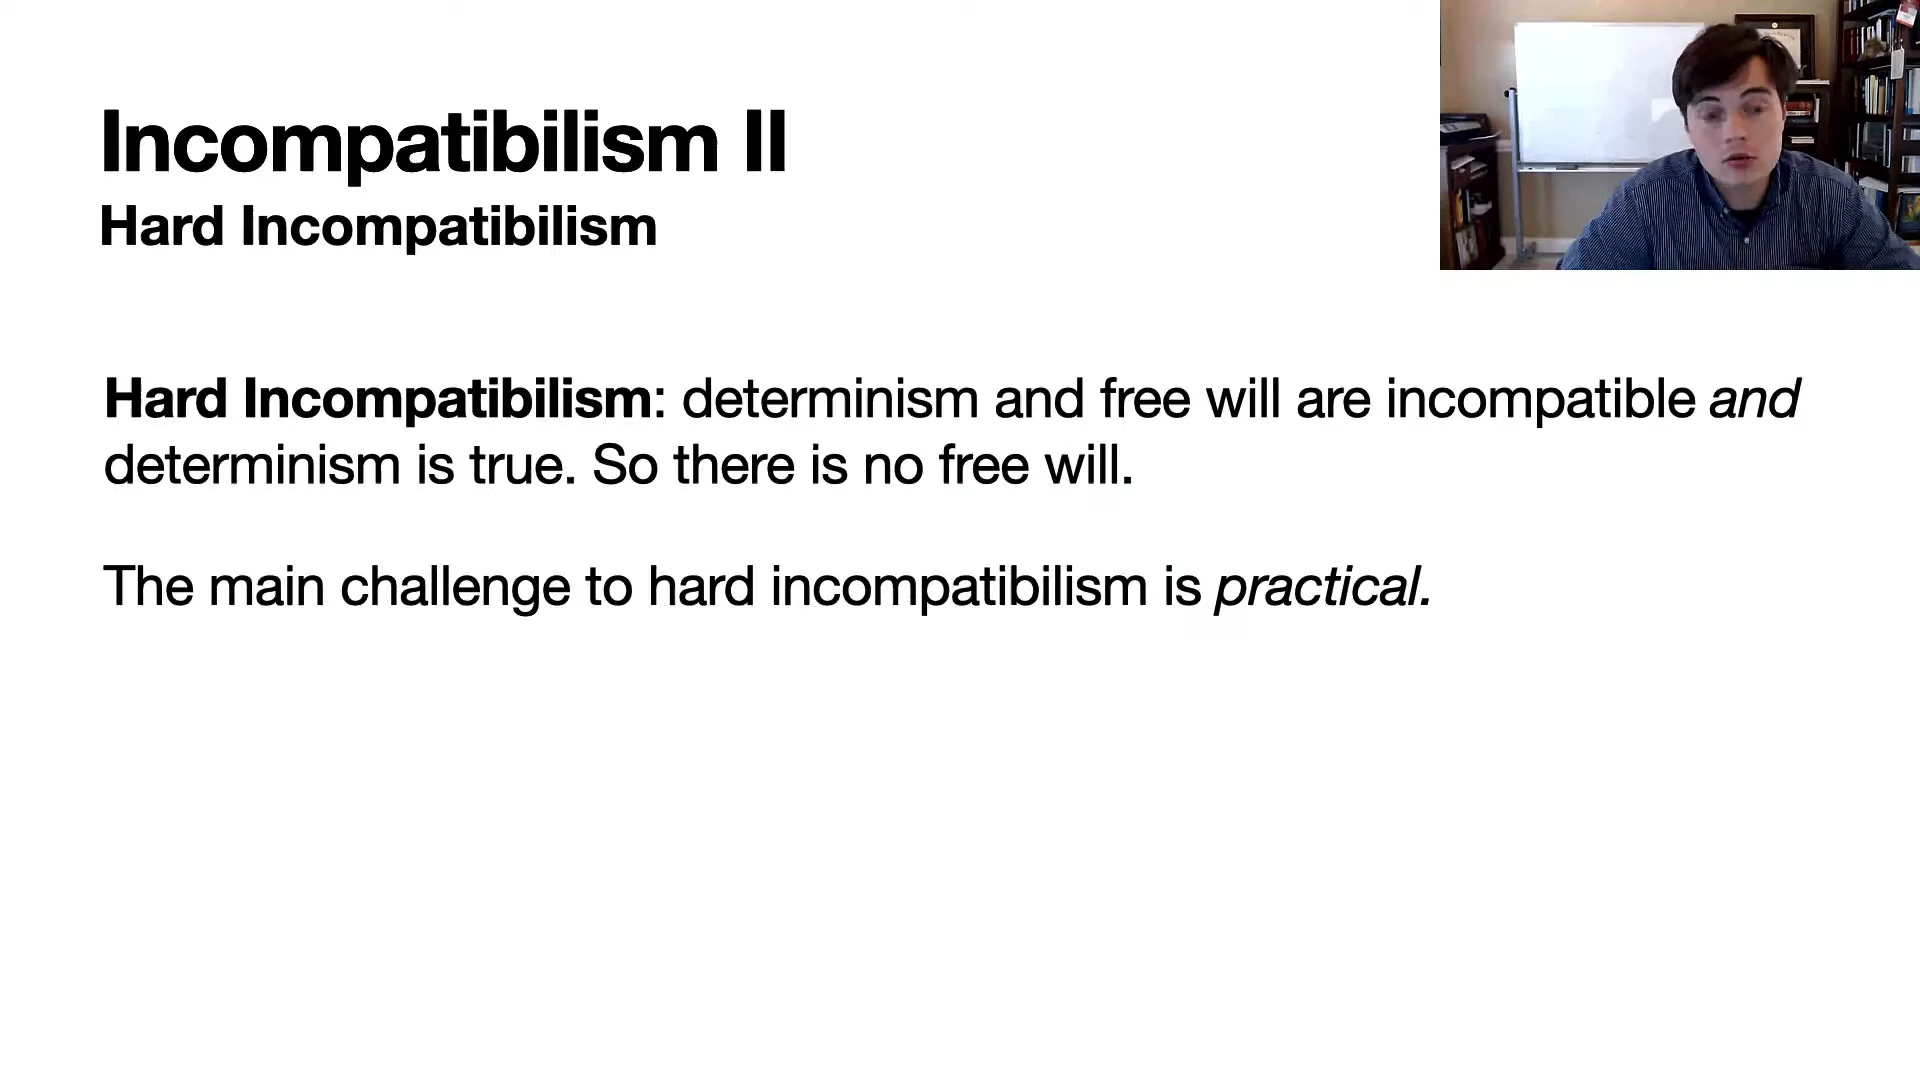 Incompatibilism II
Hard Incompatibilism
Hard Incompatibilism: determinism and free will are incompatible and
determinism is true. So there is no free will.
The main challenge to hard incompatibilism is practical.